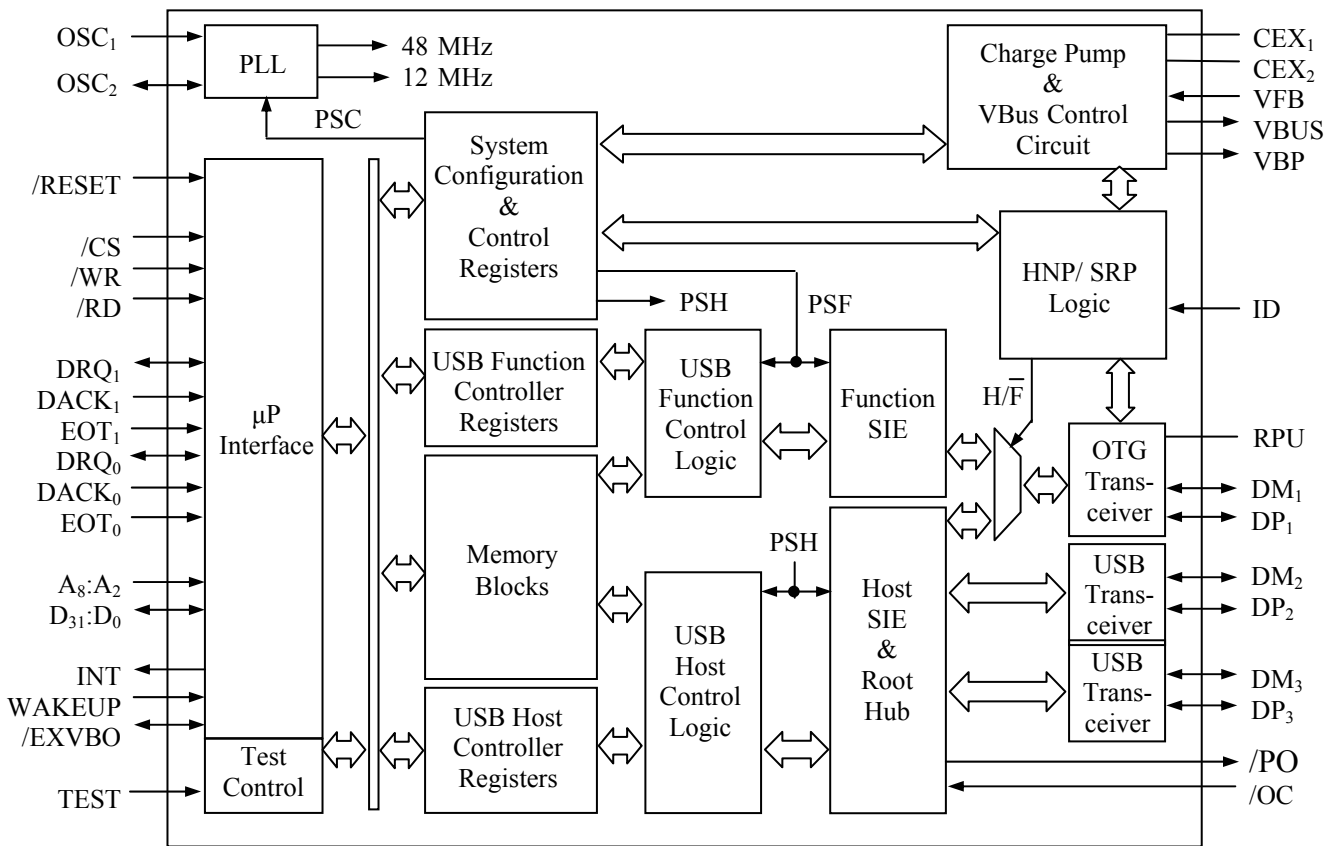 OSC1
OSC2
PLL
48 MHz
12 MHz
PSC
/RESET
/CS
/WR
/RD
DRQ1
DACK1
EOT1
DRQ0
DACK0
EOT0
A8:A2
D31:D0
INT
WAKEUP
/EXVBO
TEST
μP
Interface
Test
Control
System
Configuration
&
Control
Registers
PSH
PSF
USB Function
Controller
Registers
Memory
Blocks
USB Host
Controller
Registers
USB
Function
Control
Logic
Function
SIE
PSH
USB
Host
Control
Logic
Host
SIE
&
Root
Hub
Charge Pump
&
VBus Control
Circuit
HNP/ SRP
Logic
H/F̅
OTG
Trans-
ceiver
USB
Trans-
ceiver
USB
Trans-
ceiver
CEX1
CEX2
VFB
VBUS
VBP
ID
RPU
DM1
DP1
DM2
DP2
DM3
DP3
/PO
/OC